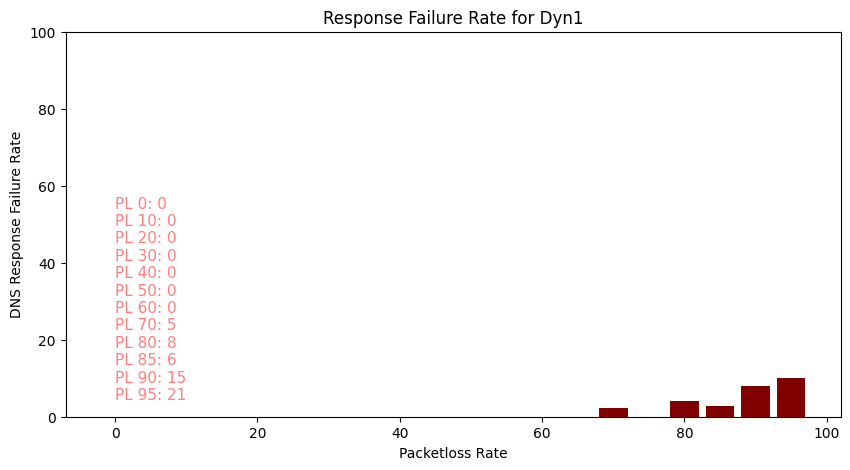 Response Failure Rate for Dyn1
100
80
60
40
20
0
DNS Response Failure Rate
PL 0: 0
PL 10: 0
PL 20: 0
PL 30: 0
PL 40: 0
PL 50: 0
PL 60: 0
PL 70: 5
PL 80: 8
PL 85: 6
PL 90: 15
PL 95: 21
0 20 40 60 80 100
Packetloss Rate